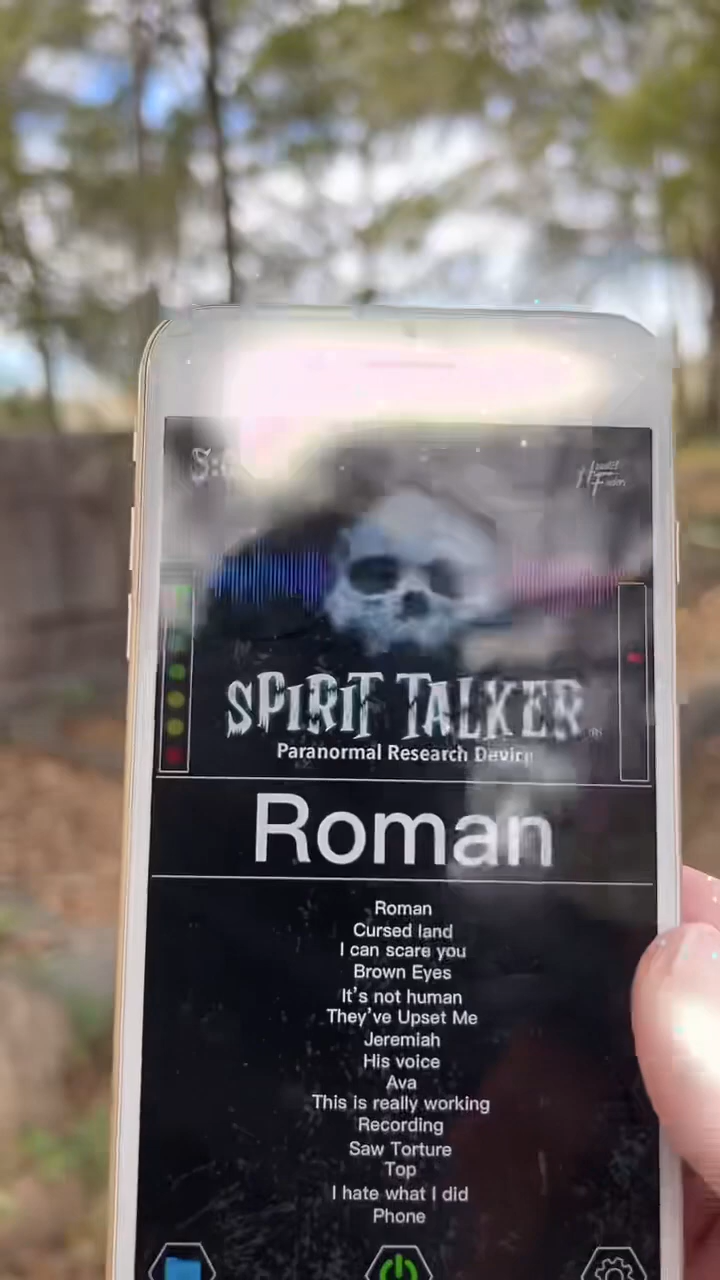 SPIRIT TALKER
Paranormal Research Device
Roman
Roman
Cursed land
I can scare you
Brown Eyes
It's not human
They've Upset Me
Jeremiah
His voice
Ava
This is really working
Recording
Saw Torture
Top
I hate what I did
Phone